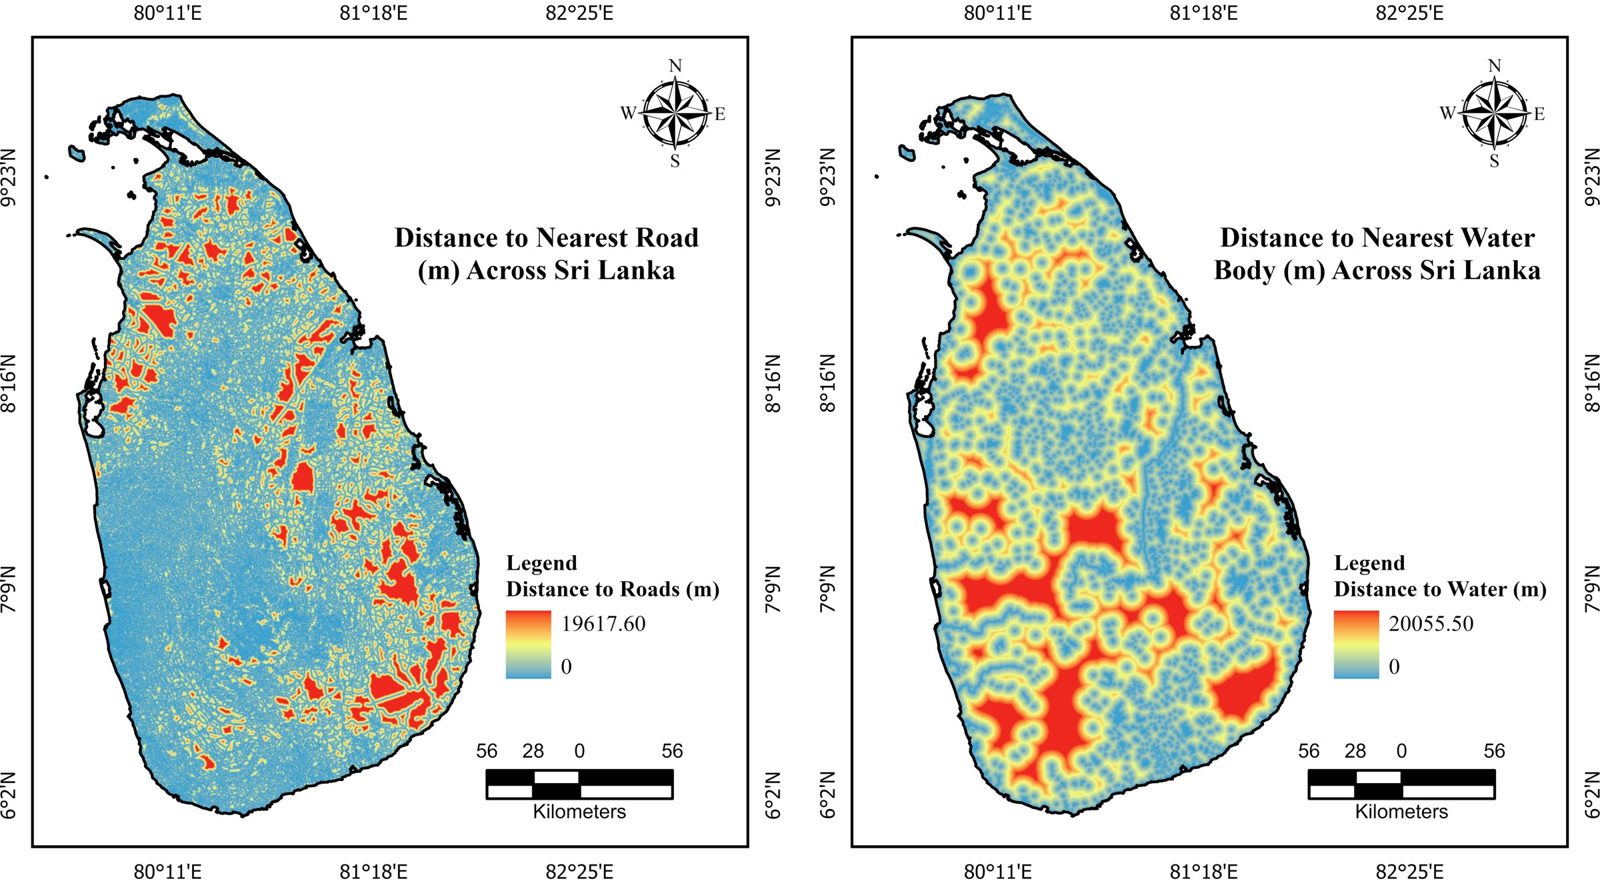 80°11'E 81°18'E 82°25'E
80°11'E 81°18'E 82°25'E
N
W E
S
N
W E
S
9°23'N
9°23'N
9°23'N
9°23'N
Distance to Nearest Road
(m) Across Sri Lanka
Distance to Nearest Water
Body (m) Across Sri Lanka
8°16'N
8°16'N
8°16'N
8°16'N
Legend
Distance to Roads (m)
19617.60
0
Legend
Distance to Water (m)
20055.50
0
7°9'N
7°9'N
7°9'N
7°9'N
56 28 0 56
Kilometers
56 28 0 56
Kilometers
6°2'N
6°2'N
6°2'N
6°2'N
80°11'E 81°18'E 82°25'E
80°11'E 81°18'E 82°25'E